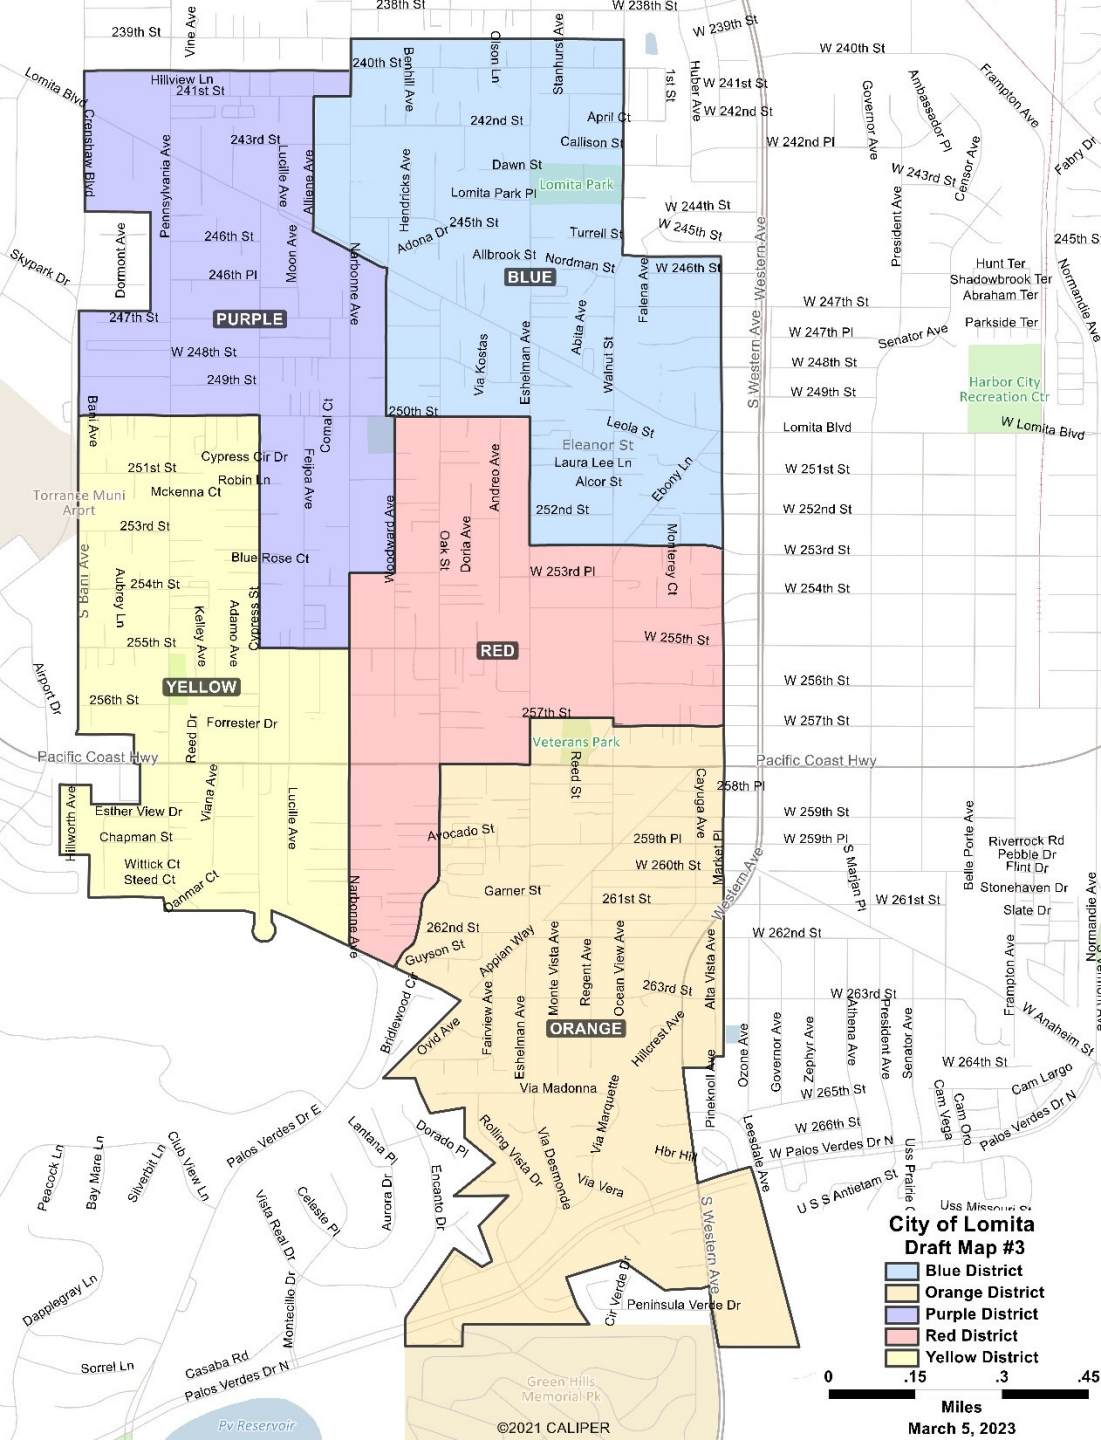 238th St
W 238th St
239th St
Vine Ave
W 239th St
240th St
Benhill Ave
Olson Ln
Stanhurst Ave
W 240th St
Lomita Blvd
Hillview Ln
241st St
1st St
Huber Ave
W 241st St
W 242nd St
Governor Ave
Ambassador Pl
Frampton Ave
Crenshaw Blvd
242nd St
April Ct
243rd St
Callison St
W 242nd Pl
Censor Ave
Fabry Dr
Pennsylvania Ave
Lucille Ave
Alliene Ave
Hendricks Ave
Dawn St
Lomita Park
Lomita Park Pl
W 243rd St
W 244th St
President Ave
245th St
Adona Dr
Turrell St
W 245th St
245th St
Dormont Ave
246th St
Moon Ave
Narbonne Ave
Allbrook St
Nordman St
W 246th St
Skypark Dr
246th Pl
BLUE
Falena Ave
S Western Ave
Western Ave
Hunt Ter
Shadowbrook Ter
Abraham Ter
Normandie Ave
247th St
PURPLE
W 247th St
Parkside Ter
W 247th Pl
Senator Ave
W 248th St
Via Kostas
Eshelman Ave
Abita Ave
Walnut St
W 248th St
249th St
W 249th St
Harbor City
Recreation Ctr
Bani Ave
Comal Ct
250th St
Leola St
Lomita Blvd
W Lomita Blvd
Eleanor St
Cypress Cir Dr
251st St
Laura Lee Ln
W 251st St
Robin Ln
Feijoa Ave
Andreo Ave
Alcor St
Ebony Ln
Mckenna Ct
Torrance Muni
Arprt
252nd St
W 252nd St
253rd St
Woodward Ave
Oak St
Doria Ave
Monterey Ct
W 253rd St
Blue Rose Ct
W 253rd Pl
S Bani Ave
Aubrey Ln
254th St
W 254th St
Kelley Ave
Adamo Ave
Cypress St
255th St
RED
W 255th St
YELLOW
W 256th St
Airport Dr
256th St
Reed Dr
Forrester Dr
257th St
W 257th St
Veterans Park
Pacific Coast Hwy
Pacific Coast Hwy
Reed St
Cayuga Ave
258th Pl
Hillworth Ave
Esther View Dr
Viana Ave
Lucille Ave
W 259th St
Chapman St
Avocado St
259th Pl
Market Pl
W 259th Pl
S Marjan Pl
Belle Porte Ave
Riverrock Rd
Pebble Dr
Flint Dr
Wittick Ct
Steed Ct
W 260th St
Western Ave
Danmar Ct
Narbonne Ave
Garner St
261st St
W 261st St
Stonehaven Dr
Slate Dr
Normandie Ave
262nd St
W 262nd St
Guyson St
Appian Way
Monte Vista Ave
Regent Ave
Ocean View Ave
Alta Vista Ave
Frampton Ave
Bridlewood Cir
263rd St
W 263rd St
Ovid Ave
Fairview Ave
Eshelman Ave
ORANGE
Hillcrest Ave
Ozone Ave
Governor Ave
Zephyr Ave
Athena Ave
President Ave
Senator Ave
W Anaheim St
W 264th St
Via Madonna
Pineknoll Ave
W 265th St
Cam Largo
Cam Vega
Cam Oro
Palos Verdes Dr E
Lantana Pl
Dorado Pl
Rolling Vista Dr
Via Desmonde
Via Marquette
Leesdale Ave
W 266th St
Palos Verdes Dr N
Peacock Ln
Bay Mare Ln
Silverbit Ln
Club View Ln
Hbr Hill
W Palos Verdes Dr N
Vista Real Dr
Celeste Pl
Aurora Dr
Encanto Dr
Via Vera
U S S Antietam St
Uss Prairie C
Uss Missouri St
S Western Ave
City of Lomita
Draft Map #3
Dapplegray Ln
Montecillo Dr
Cir Verde Dr
Peninsula Verde Dr
Blue District
Orange District
Purple District
Red District
Yellow District
Sorrel Ln
Casaba Rd
Palos Verdes Dr N
Green Hills
Memorial Pk
0 .15 .3 .45
Miles
Pv Reservoir
©2021 CALIPER
March 5, 2023